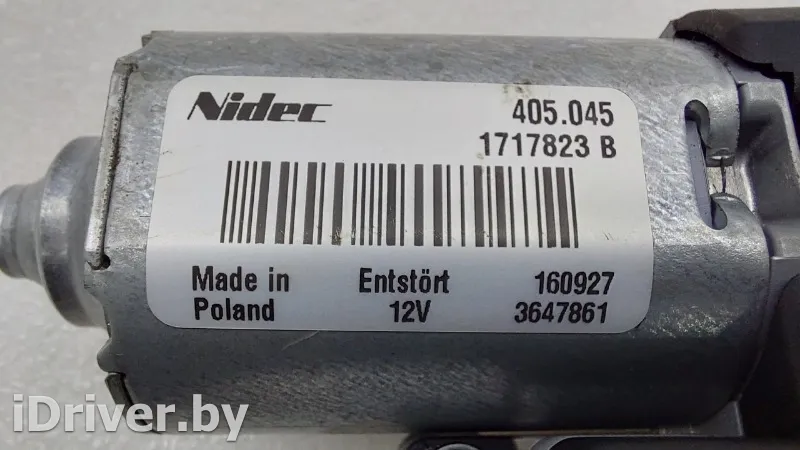 Nidec 405.045
1717823 B
Made in Entstört 160927
Poland 12V 3647861
iDriver.by